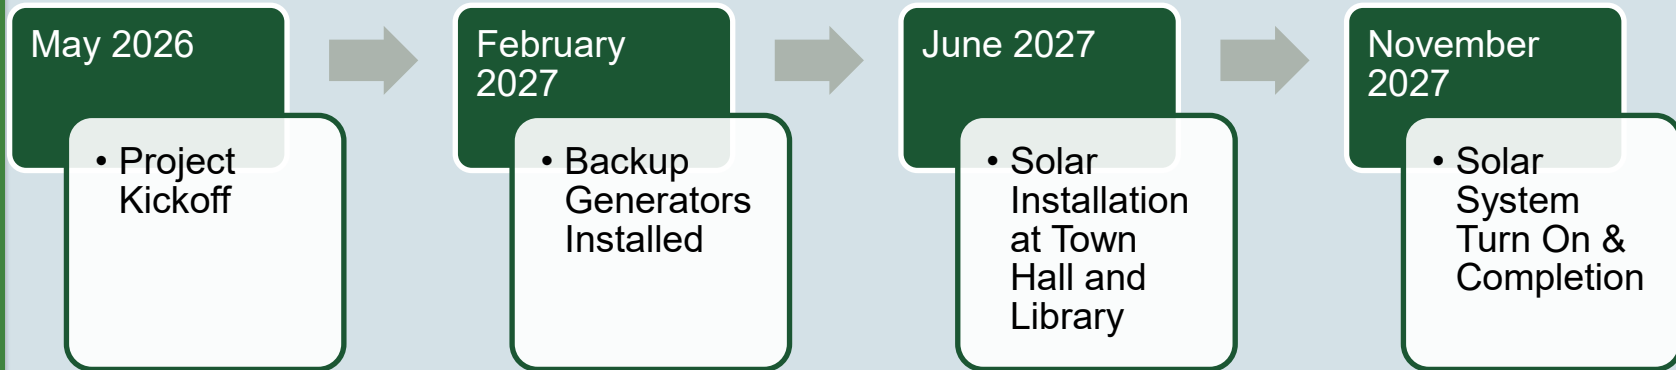 May 2026
• Project
Kickoff
February
2027
• Backup
Generators
Installed
June 2027
• Solar
Installation
at Town
Hall and
Library
November
2027
• Solar
System
Turn On &
Completion